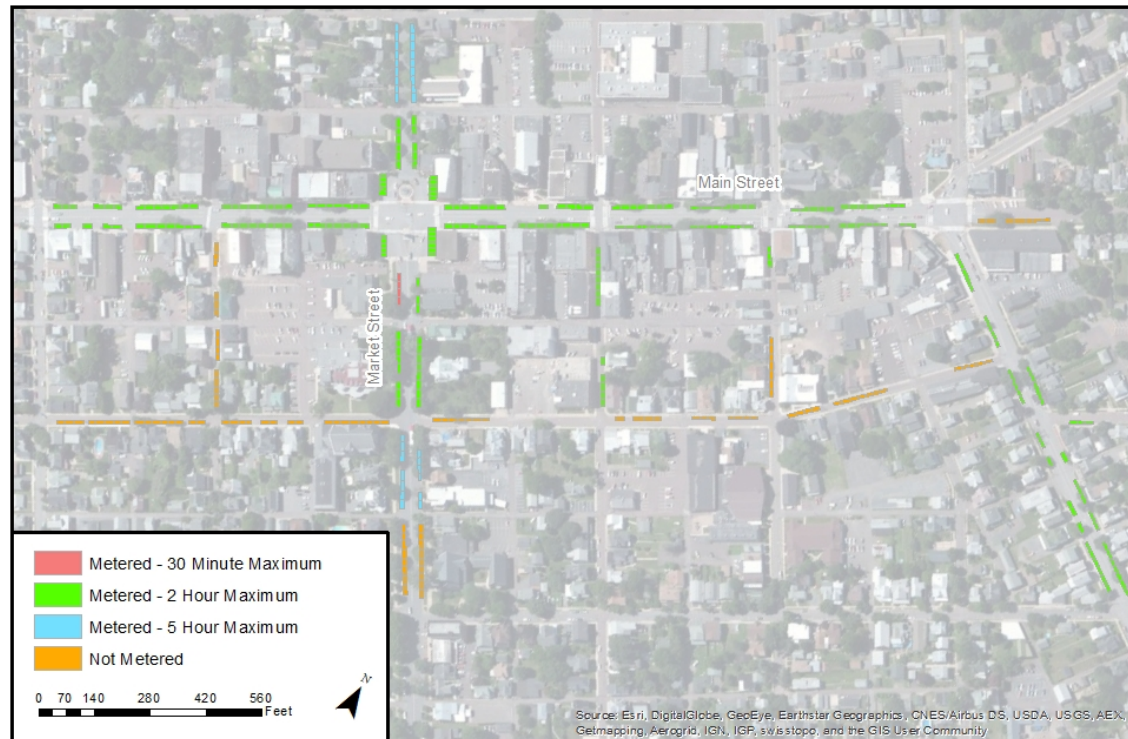 Main Street
Market Street
Metered - 30 Minute Maximum
Metered - 2 Hour Maximum
Metered - 5 Hour Maximum
Not Metered
0 70 140 280 420 560
Feet
N
Source: Esri, DigitalGlobe, GeoEye, Earthstar Geographics, CNES/Airbus DS, USDA, USGS, AEX,
Getmapping, Aerogrid, IGN, IGP, swisstopo, and the GIS User Community